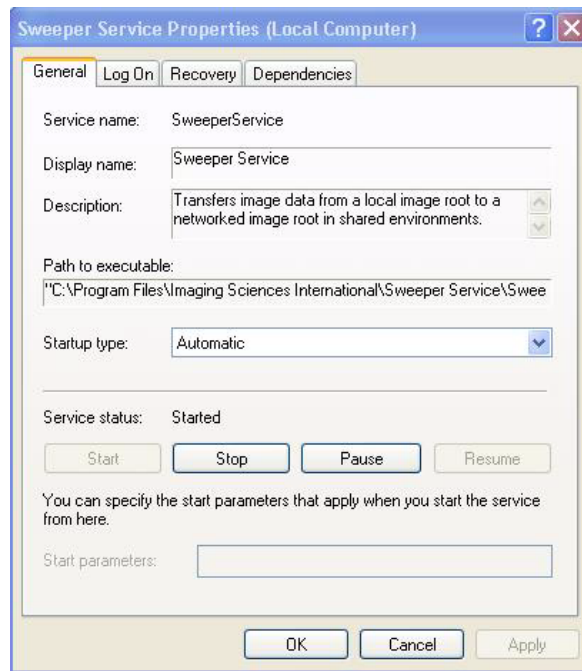 Sweeper Service Properties (Local Computer)
General Log On Recovery Dependencies
Service name: SweeperService
Display name: Sweeper Service
Description: Transfers image data from a local image root to a
networked image root in shared environments.
Path to executable:
"C:\Program Files\Imaging Sciences International\Sweeper Service\Swee
Startup type: Automatic
Service status: Started
Start Stop Pause Resume
You can specify the start parameters that apply when you start the service
from here.
Start parameters:
OK Cancel Apply